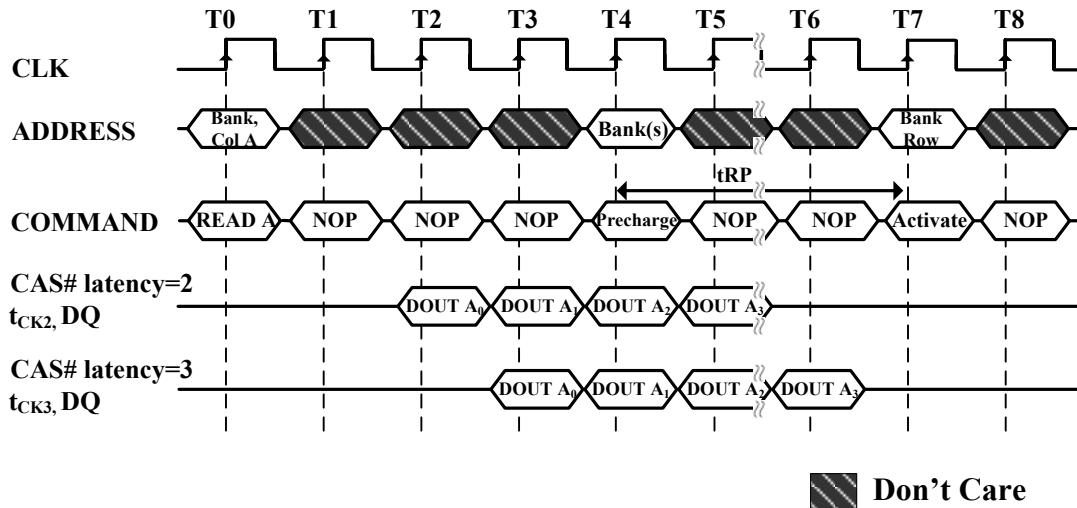 T0 T1 T2 T3 T4 T5 T6 T7 T8
CLK
ADDRESS
Bank, Col A
Bank(s)
Bank Row
tRP
COMMAND
READ A NOP NOP NOP Precharge NOP NOP Activate NOP
CAS# latency=2
tCK2, DQ
DOUT A0 DOUT A1 DOUT A2 DOUT A3
CAS# latency=3
tCK3, DQ
DOUT A0 DOUT A1 DOUT A2 DOUT A3
Don't Care